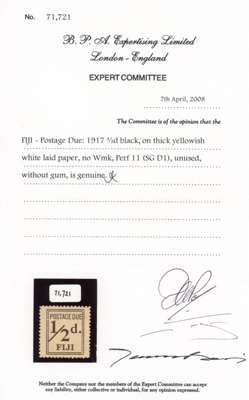 No. 71,721
B. P. A. Expertising Limited
London - England
EXPERT COMMITTEE
7th April, 2008
The Committee is of the opinion that the
FIJI - Postage Due: 1917 ½d black, on thick yellowish
white laid paper, no Wmk, Perf 11 (SG D1), unused,
without gum, is genuine.
71,721
POSTAGE DUE
1/2d.
FIJI
Neither the Committee nor the members of the Expert Committee can accept
any liability, either collective or individual, for any opinion expressed.